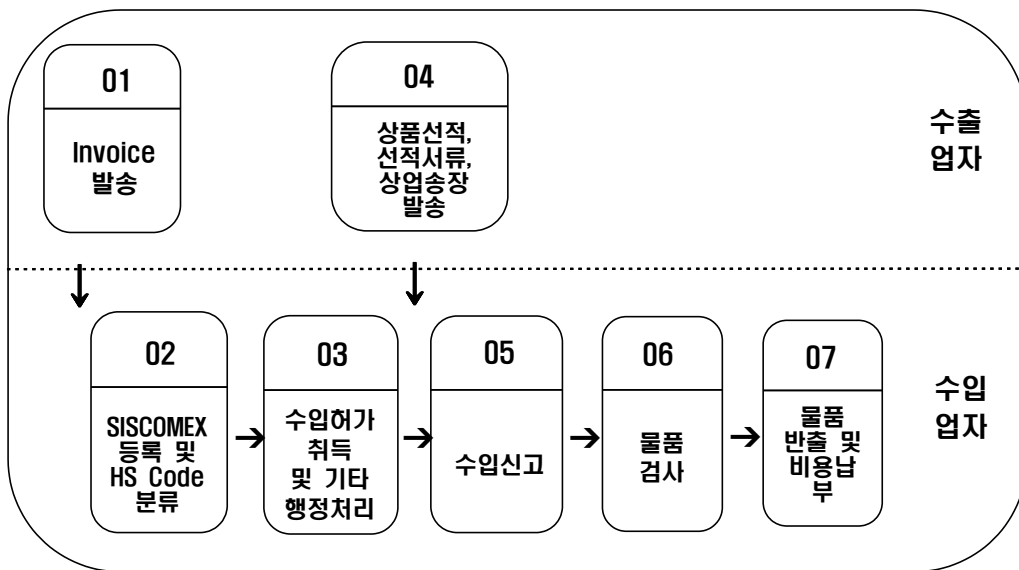 01
Invoice
발송
04
상품선적,
선적서류,
상업송장
발송
수출
업자
02
SISCOMEX
등록 및
HS Code
분류
03
수입허가
취득
및 기타
행정처리
05
수입신고
06
물품
검사
07
물품
반출 및
비용납
부
수입
업자